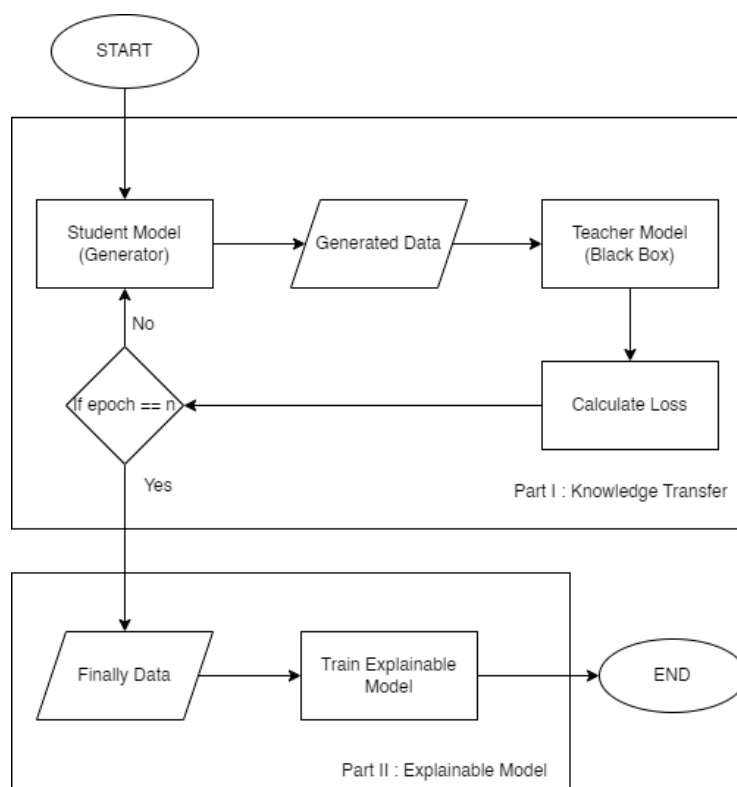 START
Student Model
(Generator)
Generated Data
Teacher Model
(Black Box)
No
If epoch == n
Calculate Loss
Yes
Part I : Knowledge Transfer
Finally Data
Train Explainable
Model
END
Part II : Explainable Model